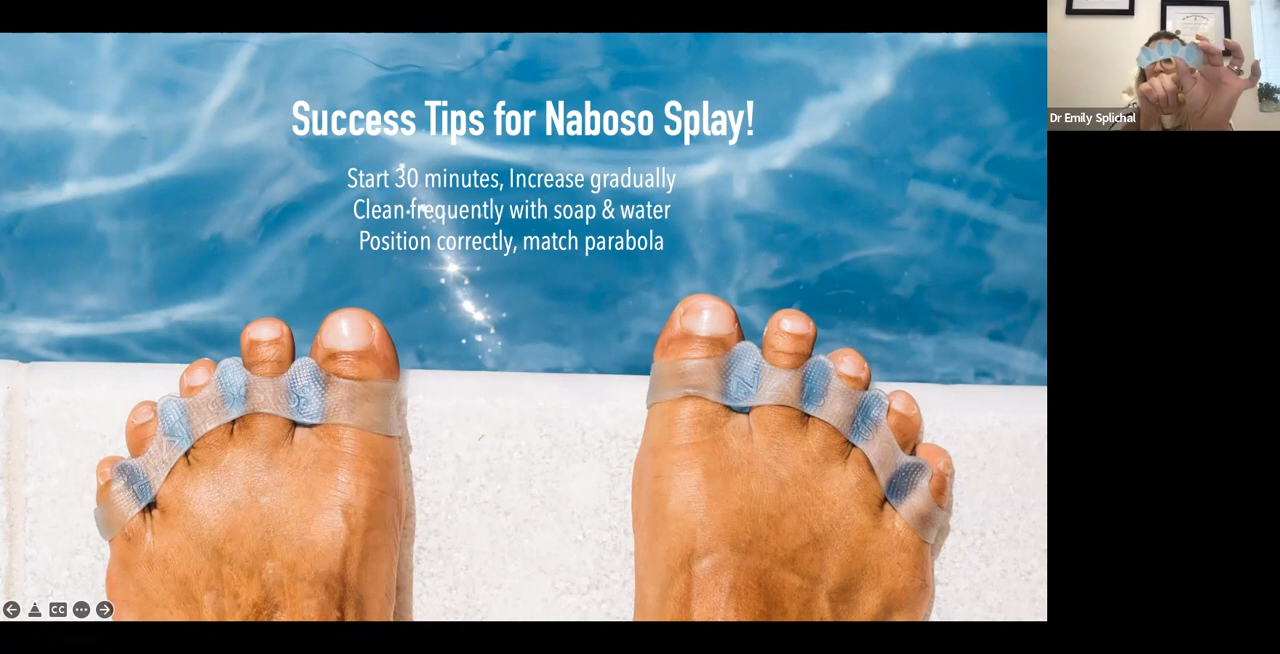 Success Tips for Naboso Splay!
Start 30 minutes, Increase gradually
Clean frequently with soap & water
Position correctly, match parabola
Dr Emily Splichal
CC